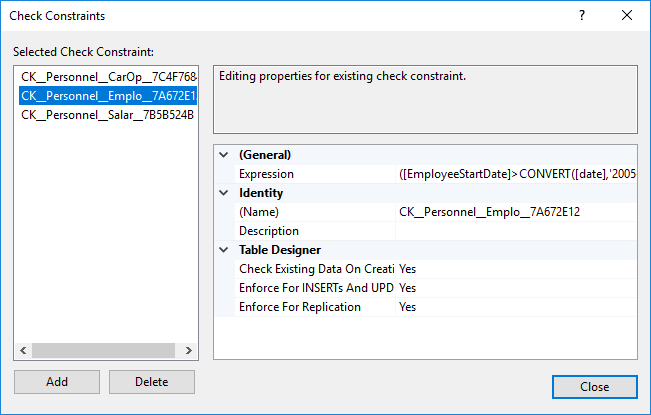 Check Constraints
?
Selected Check Constraint:
CK__Personnel__CarOp__7C4F768
CK__Personnel__Emplo__7A672E1
CK__Personnel__Salar__7B5B524B
Editing properties for existing check constraint.
(General)
Expression ([EmployeeStartDate]>CONVERT([date],'2005
Identity
(Name) CK__Personnel__Emplo__7A672E12
Description
Table Designer
Check Existing Data On Creati Yes
Enforce For INSERTs And UPD Yes
Enforce For Replication Yes
Add Delete
Close